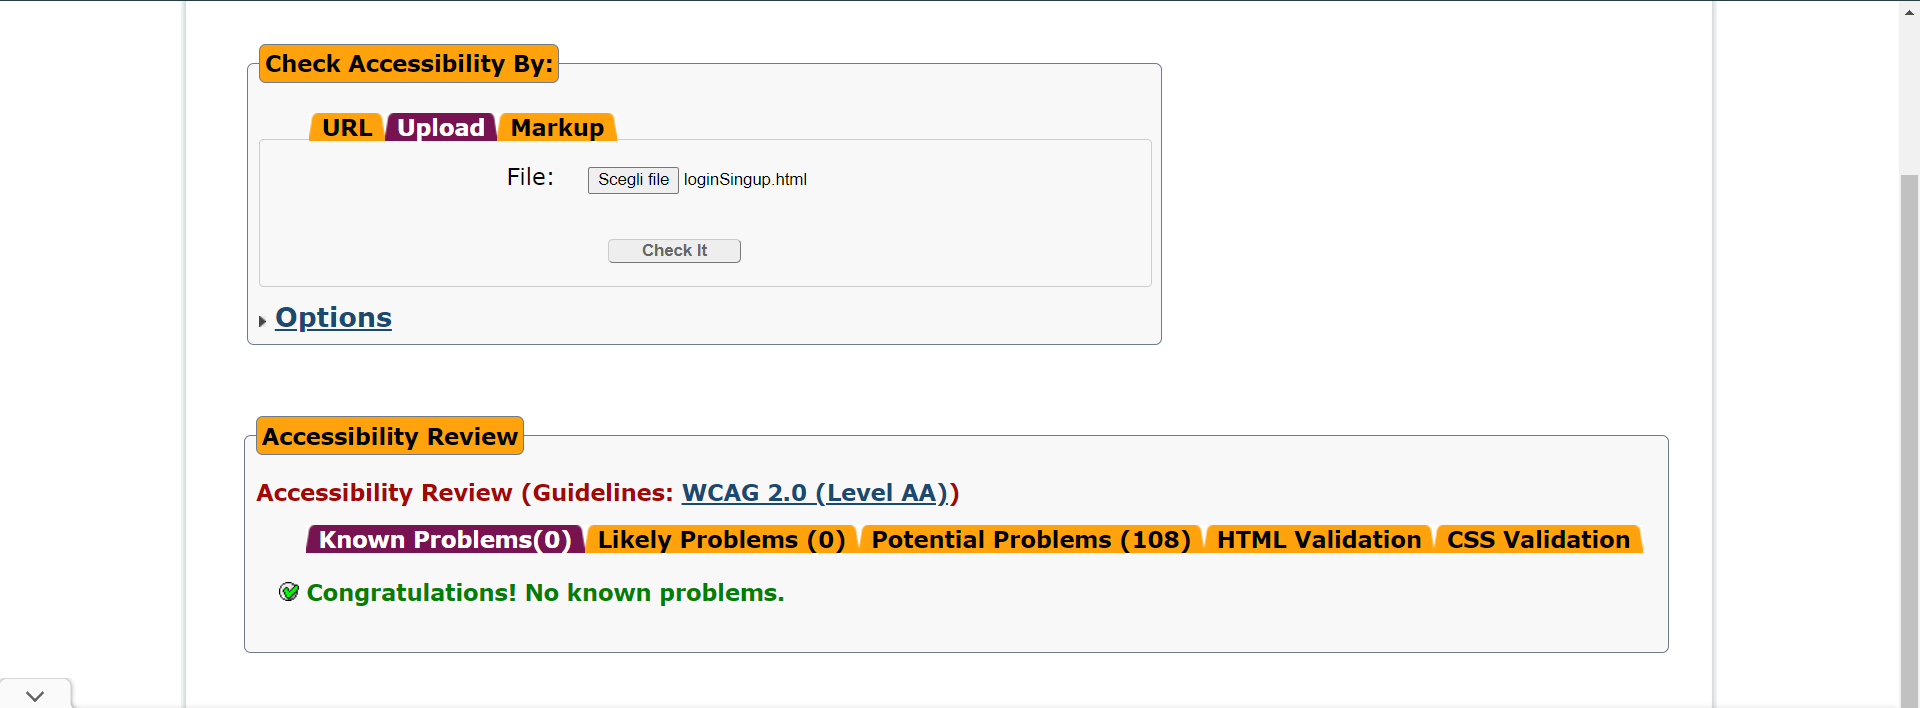 Check Accessibility By:
URL Upload Markup
File: Scegli file loginSingup.html
Check It
Options
Accessibility Review
Accessibility Review (Guidelines: WCAG 2.0 (Level AA))
Known Problems(0) Likely Problems (0) Potential Problems (108) HTML Validation CSS Validation
Congratulations! No known problems.